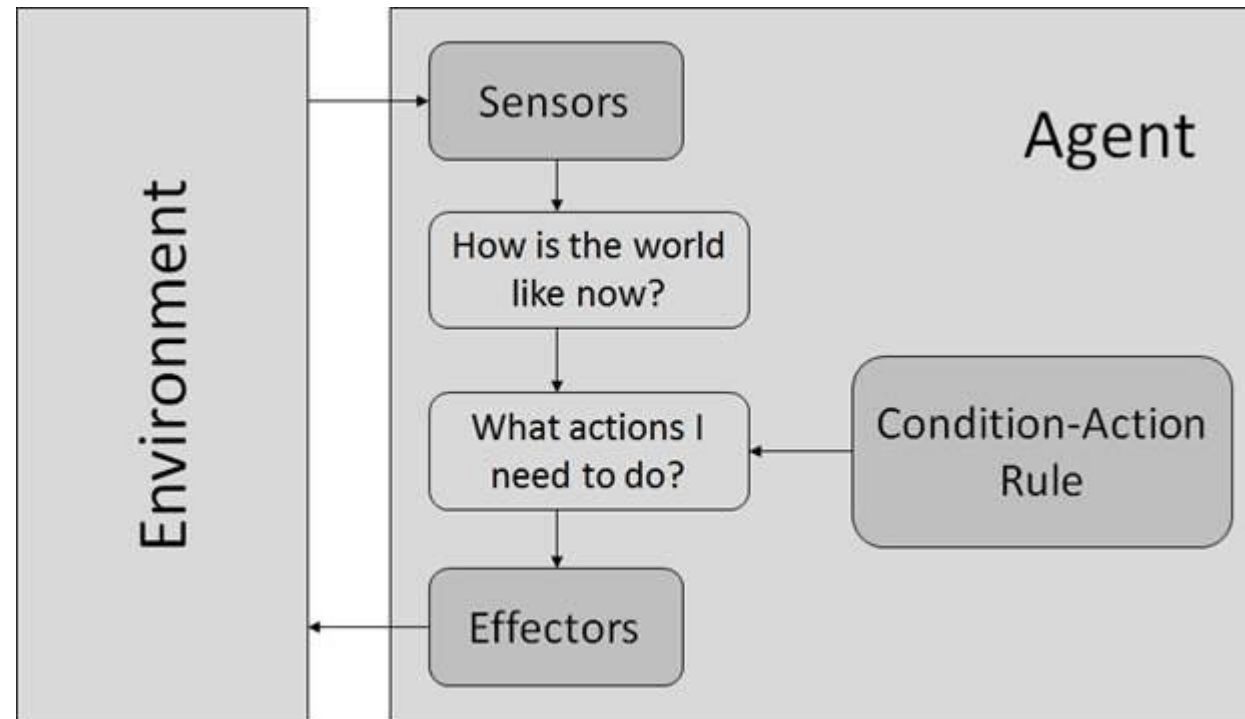 Environment
Agent
Sensors
How is the world
like now?
What actions I
need to do?
Condition-Action
Rule
Effectors